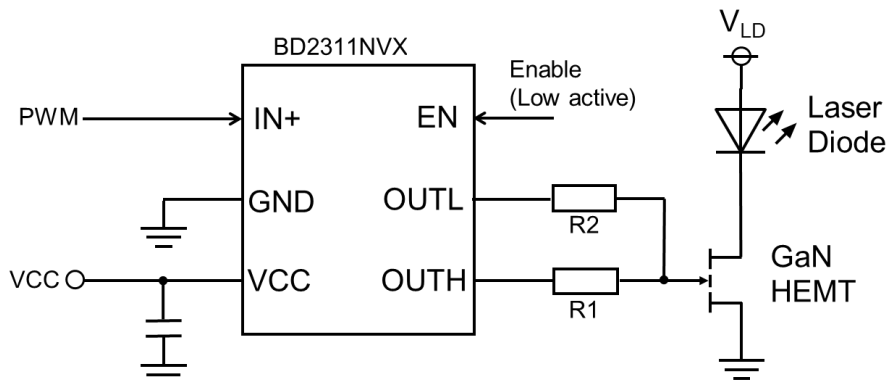 BD2311NVX
PWM
IN+
EN
Enable
(Low active)
GND
OUTL
R2
VCC
VCC
OUTH
R1
V_LD
Laser
Diode
GaN
HEMT